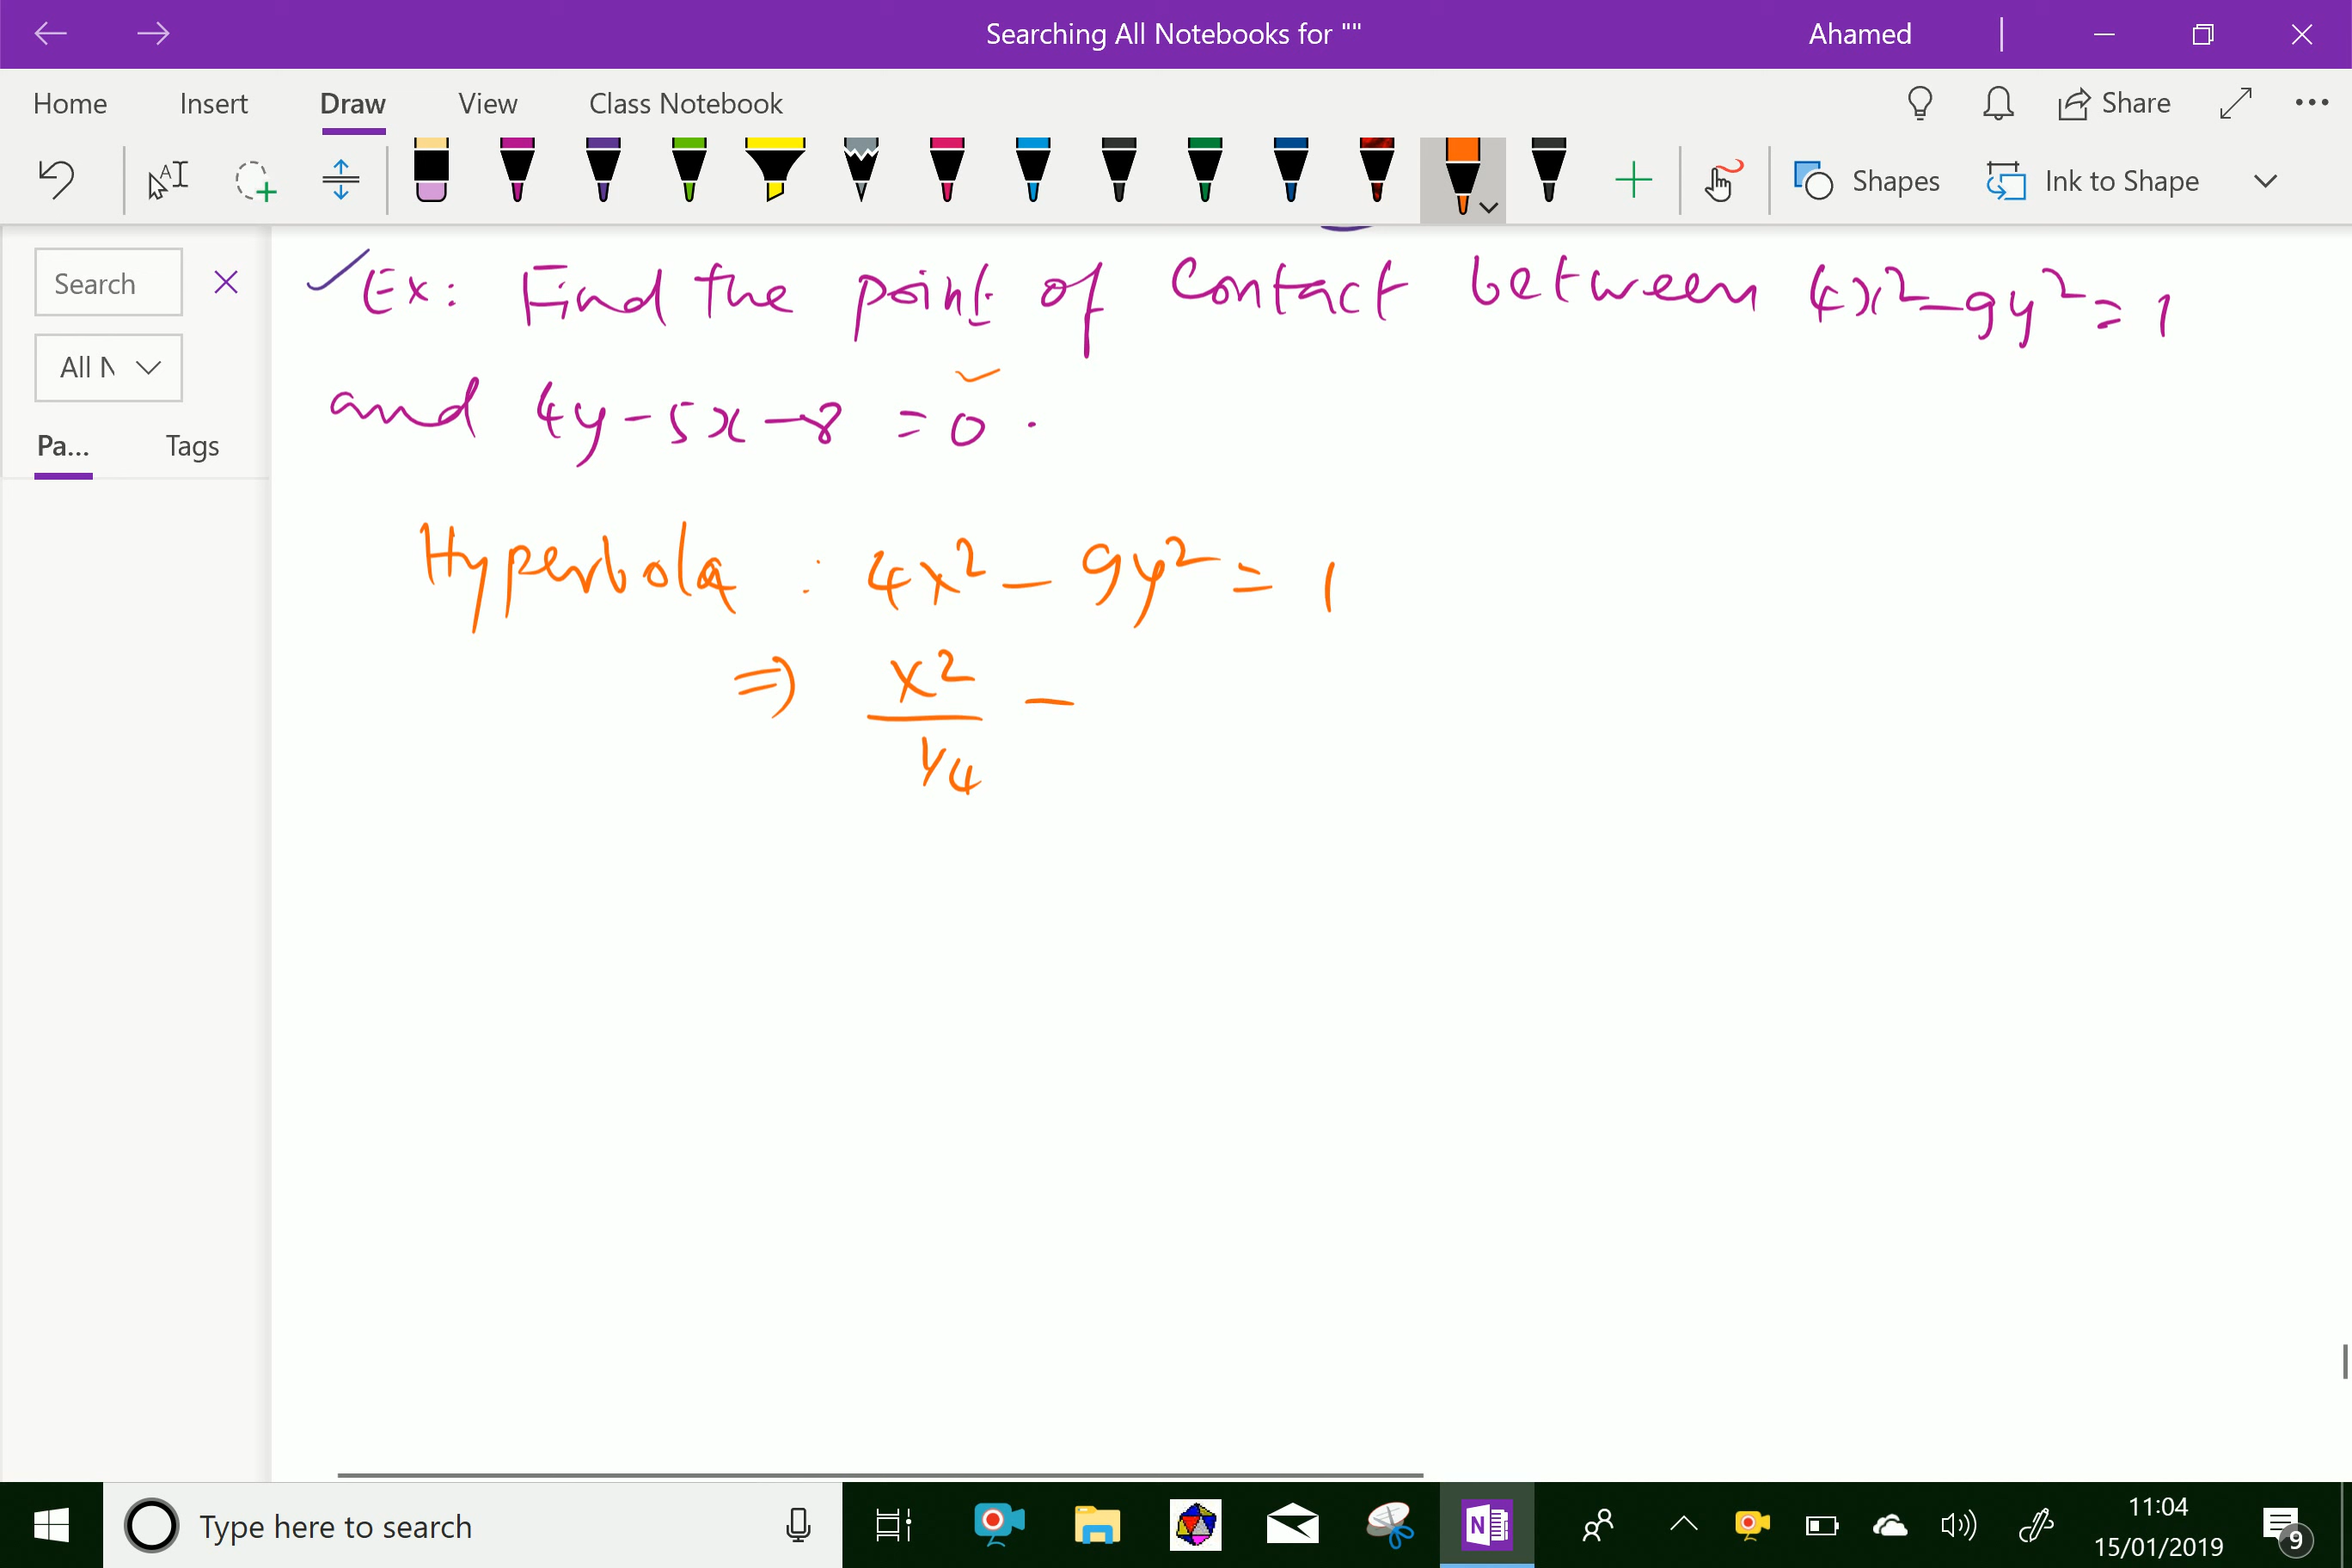 Searching All Notebooks for ""
Ahamed
Home Insert Draw View Class Notebook
Share
Shapes
Ink to Shape
Search
All N
Pa... Tags
Ex: Find the point of Contact between 4x²-9y²=1
and 4y-5x-8=0.
Hyperbola : 4x² - 9y² = 1
⇒ x²/(1/4) -
Type here to search
N
11:04
15/01/2019
9